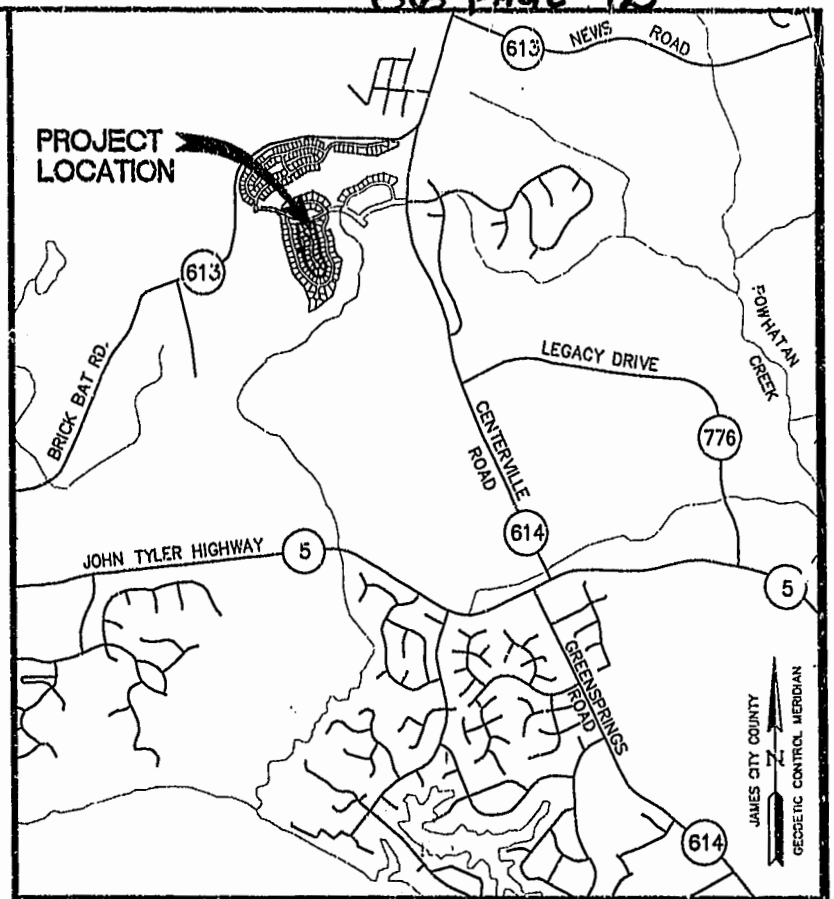 613
NEVIS ROAD
PROJECT
LOCATION
613
POWHATAN
CREEK
LEGACY DRIVE
BRICK BAT RD.
CENTERVILLE
ROAD
776
614
JOHN TYLER HIGHWAY
5
5
GREENSPRINGS
ROAD
JAMES CITY COUNTY
N
GEODETIC CONTROL MERIDIAN
614